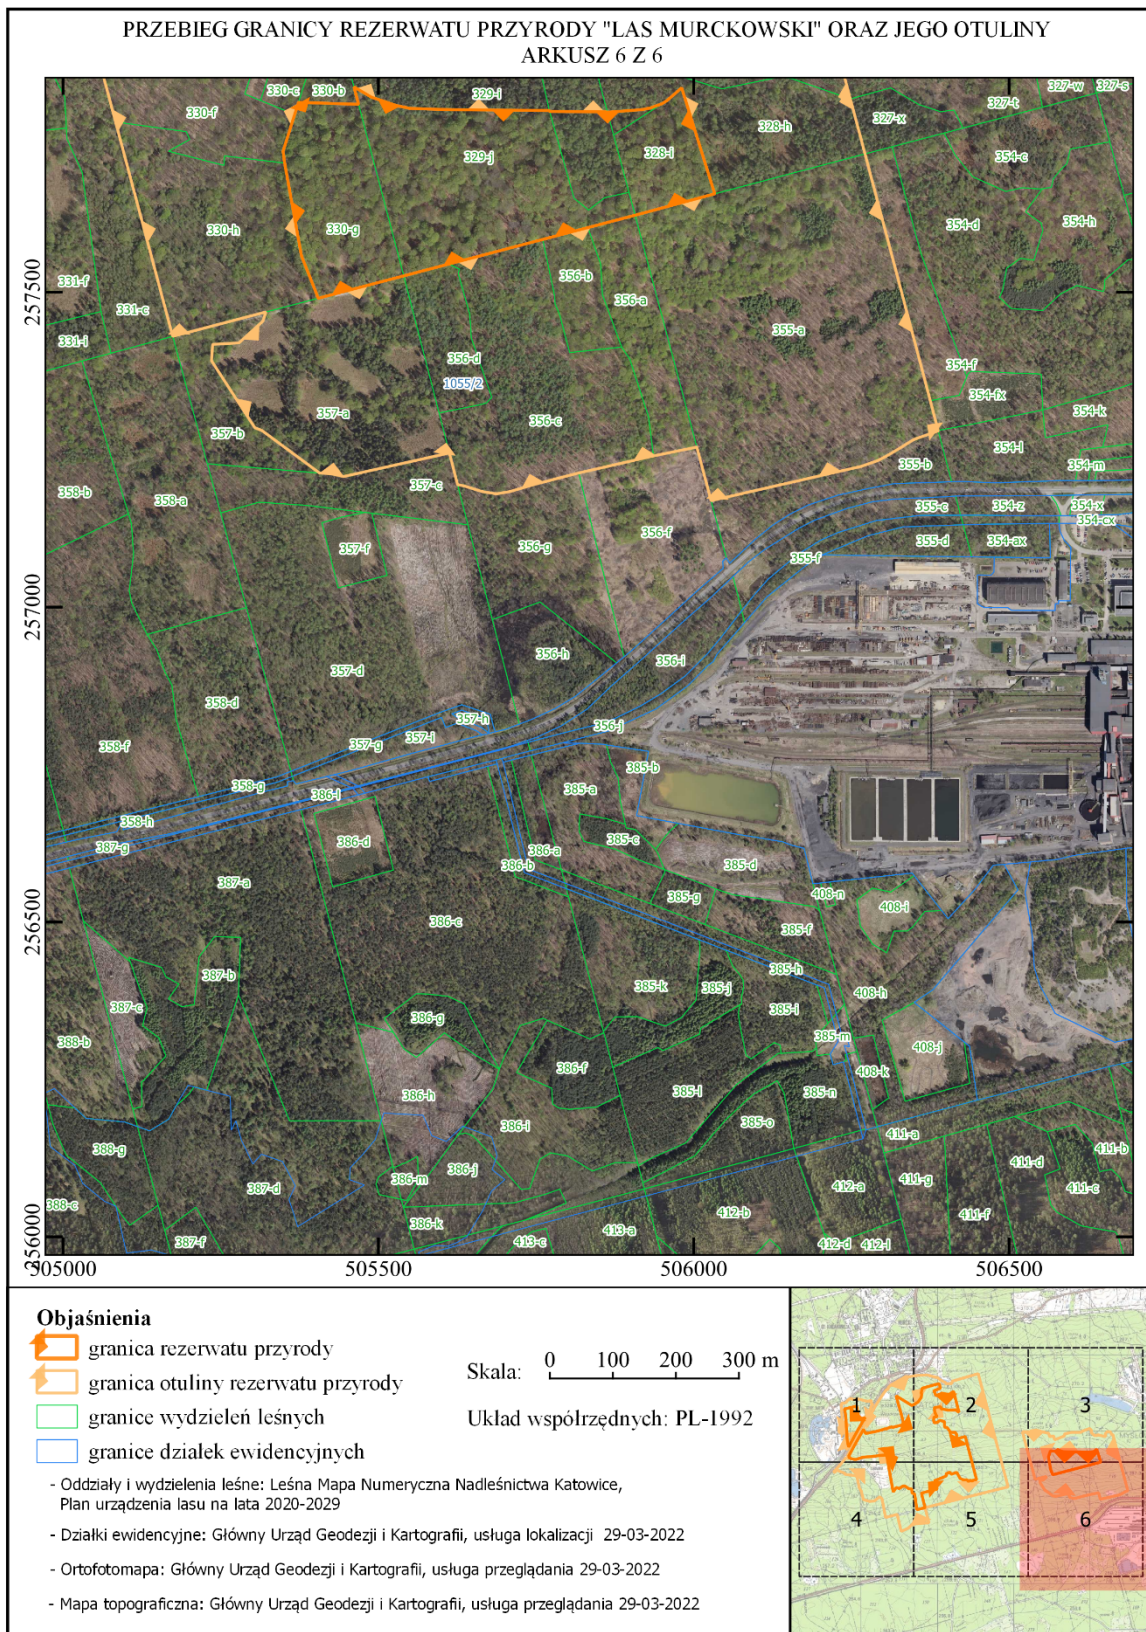 PRZEBIEG GRANICY REZERWATU PRZYRODY "LAS MURCKOWSKI" ORAZ JEGO OTULINY
ARKUSZ 6 Z 6
330-c
330-b
329-i
327-w
327-s
330-f
327-t
328-h
327-x
329-j
328-i
354-c
330-h
330-g
354-d
354-h
331-f
331-c
356-b
356-a
257500
355-a
331-i
356-d
354-f
1055/2
354-fx
357-a
356-c
354-k
357-b
354-l
355-b
354-m
358-b
358-a
357-c
355-c
354-z
354-x
354-cx
356-f
357-f
356-g
355-f
355-d
354-ax
257000
356-h
356-i
357-d
358-d
357-h
356-j
358-f
357-g
357-i
385-b
358-g
386-l
385-a
358-h
387-g
385-c
386-d
386-a
386-b
385-d
387-a
385-g
408-n
408-i
256500
386-c
385-f
385-h
387-b
385-k
385-j
408-h
387-c
386-g
385-i
388-b
385-m
408-j
386-f
408-k
386-h
385-l
385-n
386-i
385-o
388-g
411-a
411-b
386-j
411-d
387-d
386-m
412-a
411-g
411-c
388-c
412-b
411-f
386-k
413-a
387-f
413-c
412-d
412-i
256000
505000
505500
506000
506500
Objaśnienia
granica rezerwatu przyrody
granica otuliny rezerwatu przyrody
granice wydzieleń leśnych
granice działek ewidencyjnych
Skala: 0 100 200 300 m
Układ współrzędnych: PL-1992
- Oddziały i wydzielenia leśne: Leśna Mapa Numeryczna Nadleśnictwa Katowice,
Plan urządzenia lasu na lata 2020-2029
- Działki ewidencyjne: Główny Urząd Geodezji i Kartografii, usługa lokalizacji 29-03-2022
- Ortofotomapa: Główny Urząd Geodezji i Kartografii, usługa przeglądania 29-03-2022
- Mapa topograficzna: Główny Urząd Geodezji i Kartografii, usługa przeglądania 29-03-2022
1
2
3
4
5
6